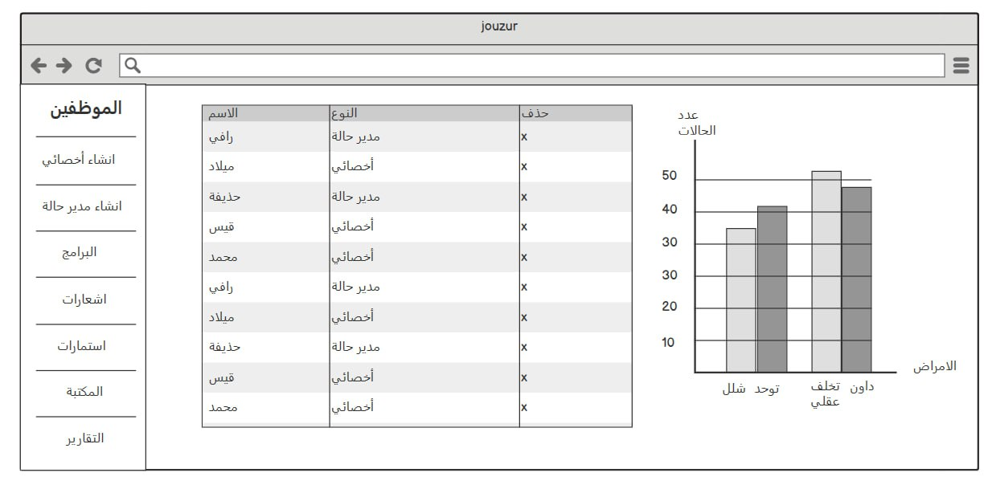 jouzur
الموظفين
انشاء أخصائي
انشاء مدير حالة
البرامج
اشعارات
استمارات
المكتبة
التقارير
الاسم النوع حذف
رافي مدير حالة x
ميلاد أخصائي x
حذيفة مدير حالة x
قيس أخصائي x
محمد أخصائي x
رافي مدير حالة x
ميلاد أخصائي x
حذيفة مدير حالة x
قيس أخصائي x
محمد أخصائي x
عدد
الحالات
50
40
30
30
20
10
شلل توحد تخلف عقلي داون
الامراض